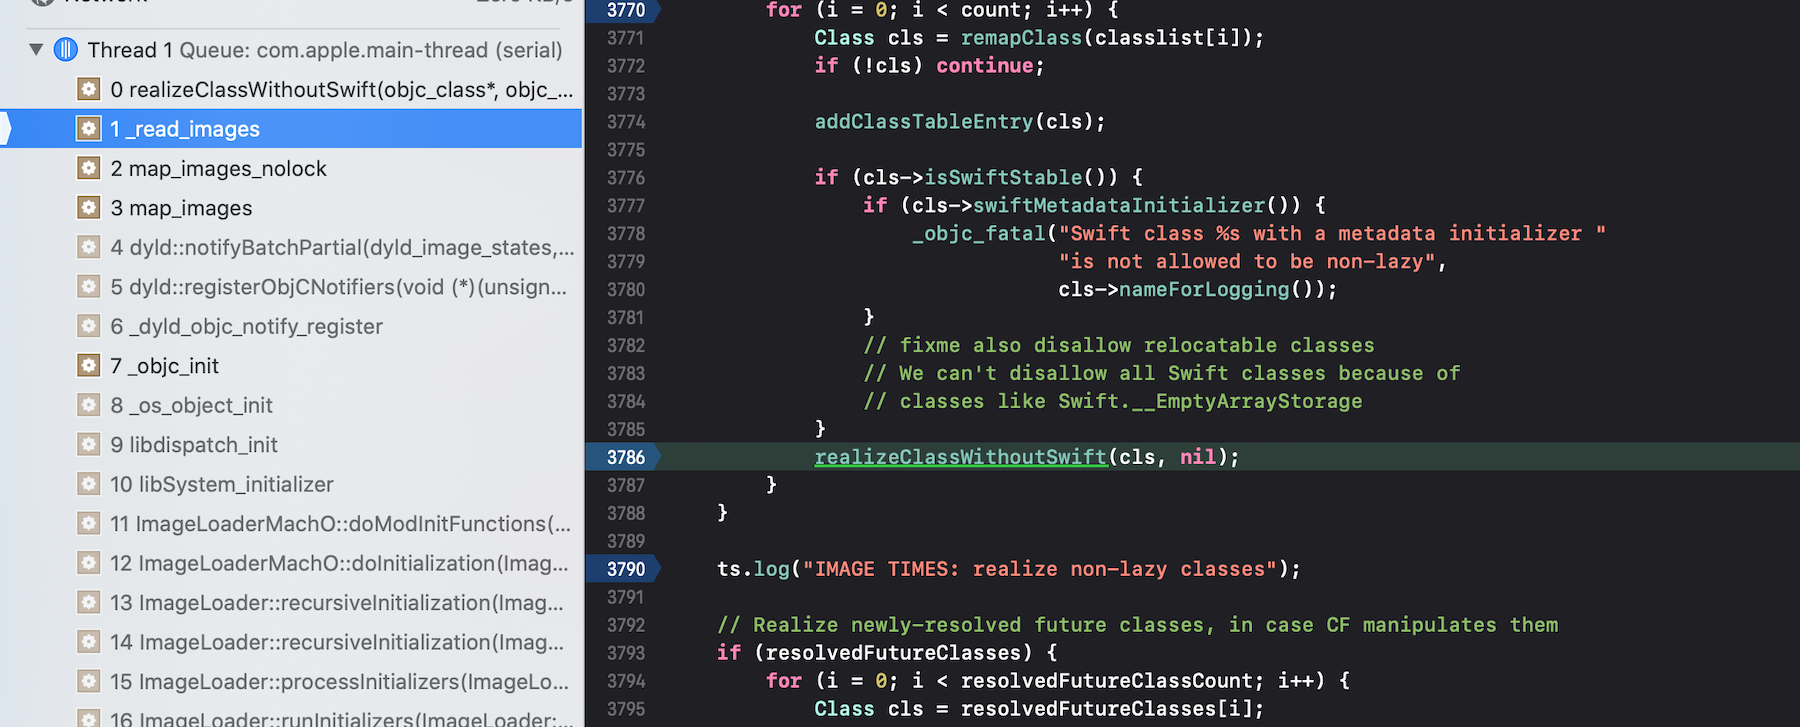 Network
Zero KB/s
Thread 1 Queue: com.apple.main-thread (serial)
0 realizeClassWithoutSwift(objc_class*, objc_...
1 _read_images
2 map_images_nolock
3 map_images
4 dyld::notifyBatchPartial(dyld_image_states,...
5 dyld::registerObjCNotifiers(void (*)(unsign...
6 _dyld_objc_notify_register
7 _objc_init
8 _os_object_init
9 libdispatch_init
10 libSystem_initializer
11 ImageLoaderMachO::doModInitFunctions(...
12 ImageLoaderMachO::doInitialization(Imag...
13 ImageLoader::recursiveInitialization(Imag...
14 ImageLoader::recursiveInitialization(Imag...
15 ImageLoader::processInitializers(ImageLo...
16 ImageLoader::runInitializers(ImageLoader:...
3770 for (i = 0; i < count; i++) {
3771 Class cls = remapClass(classlist[i]);
3772 if (!cls) continue;
3773
3774 addClassTableEntry(cls);
3775
3776 if (cls->isSwiftStable()) {
3777 if (cls->swiftMetadataInitializer()) {
3778 _objc_fatal("Swift class %s with a metadata initializer "
3779 "is not allowed to be non-lazy",
3780 cls->nameForLogging());
3781 }
3782 // fixme also disallow relocatable classes
3783 // We can't disallow all Swift classes because of
3784 // classes like Swift.__EmptyArrayStorage
3785 }
3786 realizeClassWithoutSwift(cls, nil);
3787 }
3788 }
3789
3790 ts.log("IMAGE TIMES: realize non-lazy classes");
3791
3792 // Realize newly-resolved future classes, in case CF manipulates them
3793 if (resolvedFutureClasses) {
3794 for (i = 0; i < resolvedFutureClassCount; i++) {
3795 Class cls = resolvedFutureClasses[i];